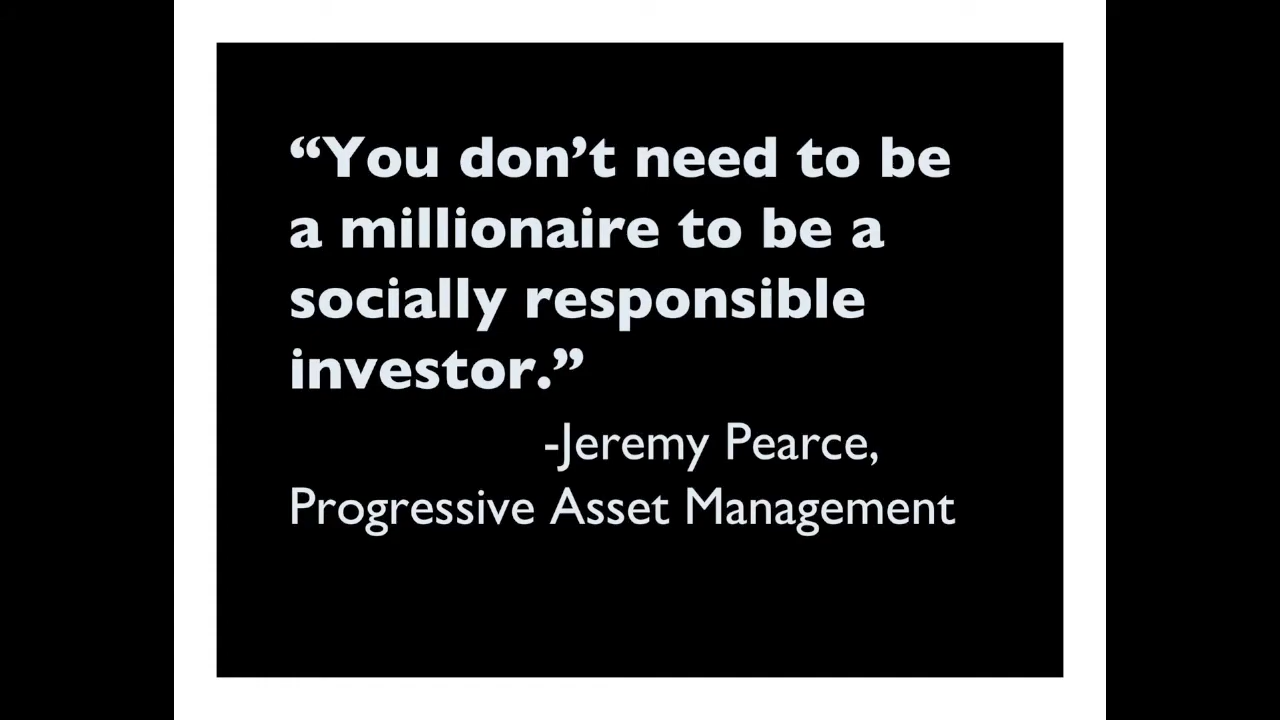 “You don’t need to be
a millionaire to be a
socially responsible
investor.”
-Jeremy Pearce,
Progressive Asset Management